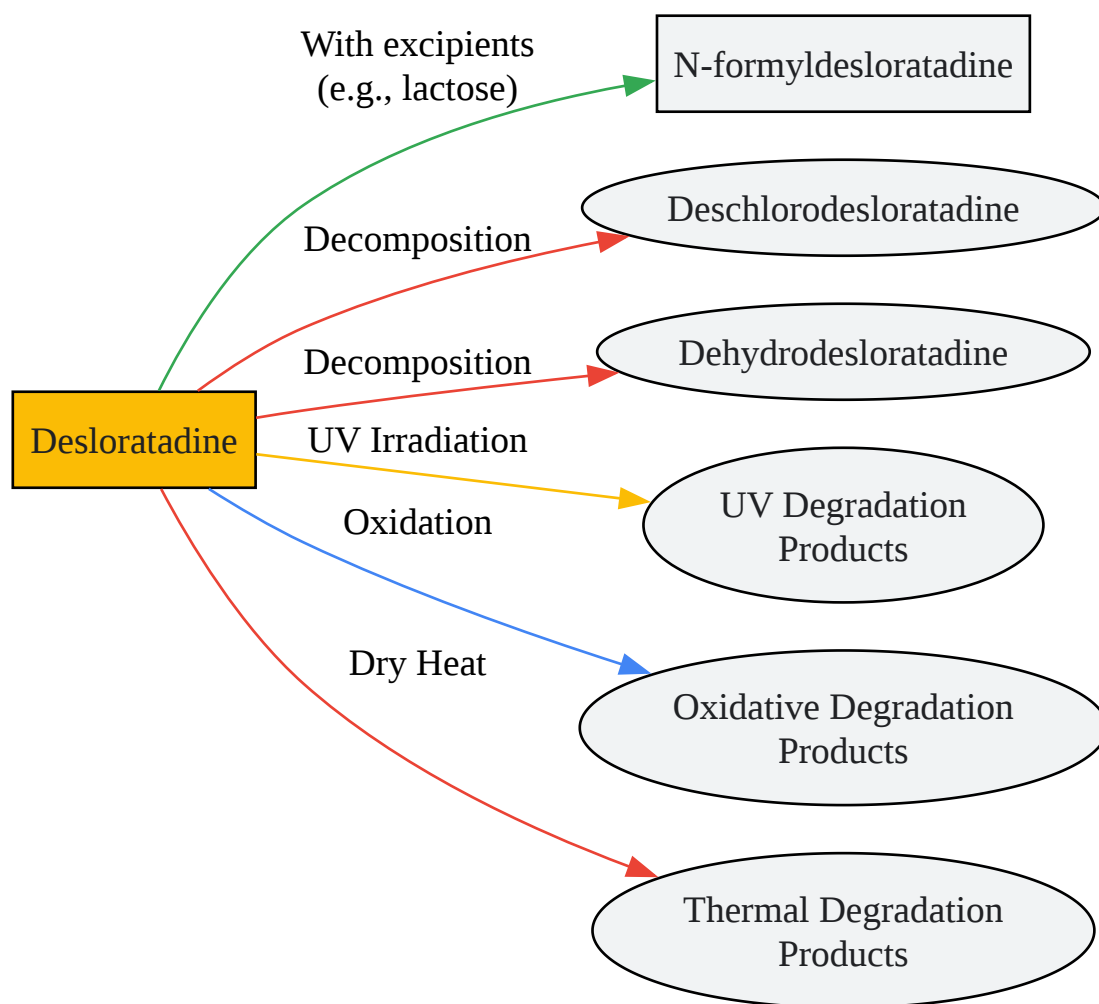 With excipients
(e.g., lactose)
N-formyldesloratadine
Decomposition
Deschlorodesloratadine
Decomposition
Dehydrodesloratadine
Desloratadine
UV Irradiation
UV Degradation
Products
Oxidation
Oxidative Degradation
Products
Dry Heat
Thermal Degradation
Products